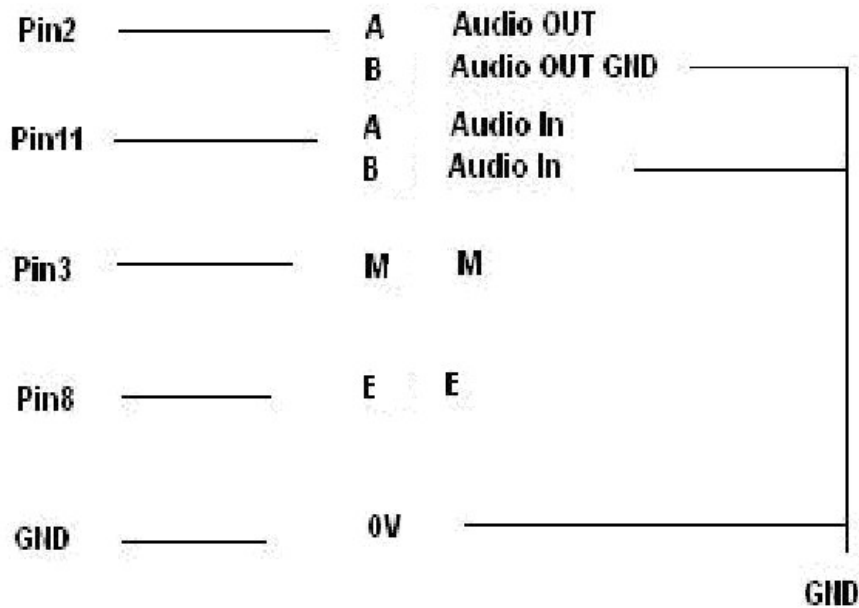 Pin2 A Audio OUT
B Audio OUT GND
Pin11 A Audio In
B Audio In
Pin3 M M
Pin8 E E
GND 0V
GND